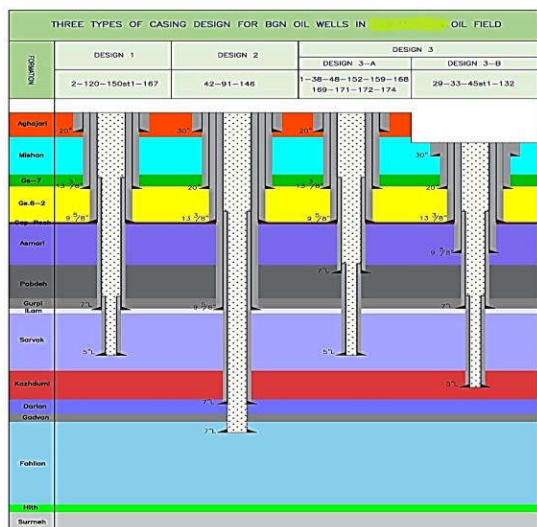 THREE TYPES OF CASING DESIGN FOR BGN OIL WELLS IN OIL FIELD
FORMATION
DESIGN 1
DESIGN 2
DESIGN 3
DESIGN 3-A
DESIGN 3-B
2-120-150st1-167
42-91-146
1-38-48-152-159-168
169-171-172-174
29-33-45st1-132
Aghajari
20"
30"
20"
Mishan
30"
Gs-7
13 3/8"
20"
13 3/8"
20"
Gs.6-2
9 5/8"
13 3/8"
9 5/8"
13 3/8"
Cap Rock
Asmari
9 5/8"
Pabdeh
7"L
Gurpi
7"L
9 5/8"L
7"L
ILam
Sarvak
5"L
5"L
Kazhdumi
Darian
7"L
Gadvan
7"L
Fahlian
Hith
Surmeh